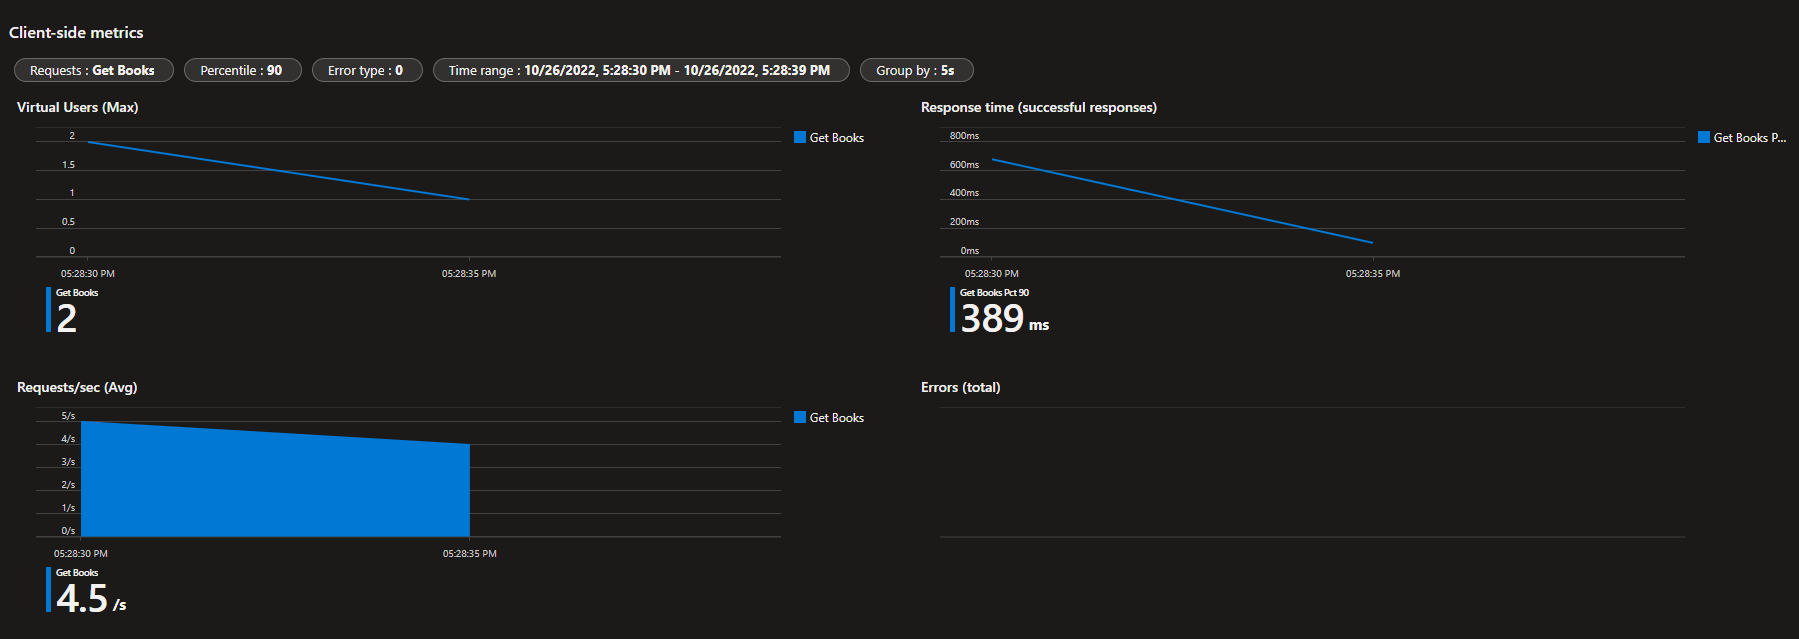 Client-side metrics
Requests : Get Books
Percentile : 90
Error type : 0
Time range : 10/26/2022, 5:28:30 PM - 10/26/2022, 5:28:39 PM
Group by : 5s
Virtual Users (Max)
2
1.5
1
0.5
0
05:28:30 PM
05:28:35 PM
Get Books
Get Books
2
Response time (successful responses)
800ms
600ms
400ms
200ms
0ms
05:28:30 PM
05:28:35 PM
Get Books P...
Get Books Pct 90
389 ms
Requests/sec (Avg)
5/s
4/s
3/s
2/s
1/s
0/s
05:28:30 PM
05:28:35 PM
Get Books
Get Books
4.5 /s
Errors (total)